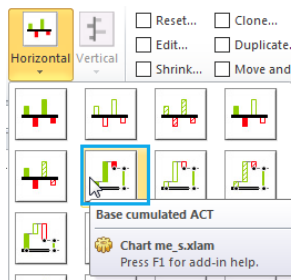 Reset...
Clone...
Edit...
Duplicate.
Horizontal
Vertical
Shrink...
Move and
Base cumulated ACT
Chart me_s.xlam
Press F1 for add-in help.